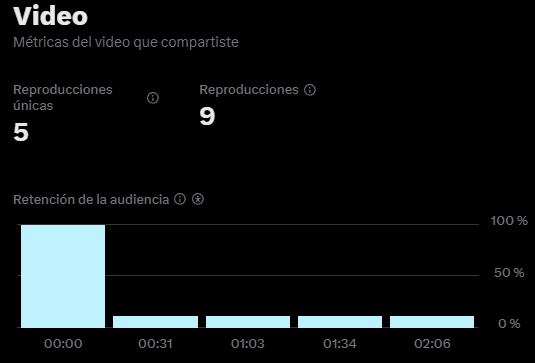 Video
Métricas del video que compartiste
Reproducciones
únicas
5
Reproducciones
9
Retención de la audiencia
100 %
50 %
0 %
00:00 00:31 01:03 01:34 02:06